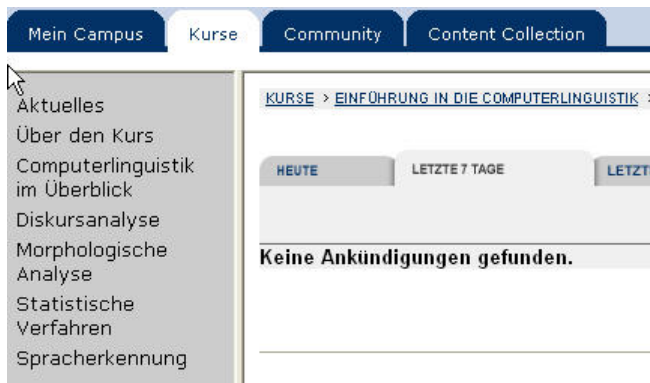 Mein Campus Kurse Community Content Collection
Aktuelles
Über den Kurs
Computerlinguistik
im Überblick
Diskursanalyse
Morphologische
Analyse
Statistische
Verfahren
Spracherkennung
KURSE > EINFÜHRUNG IN DIE COMPUTERLINGUISTIK >
HEUTE LETZTE 7 TAGE
Keine Ankündigungen gefunden.